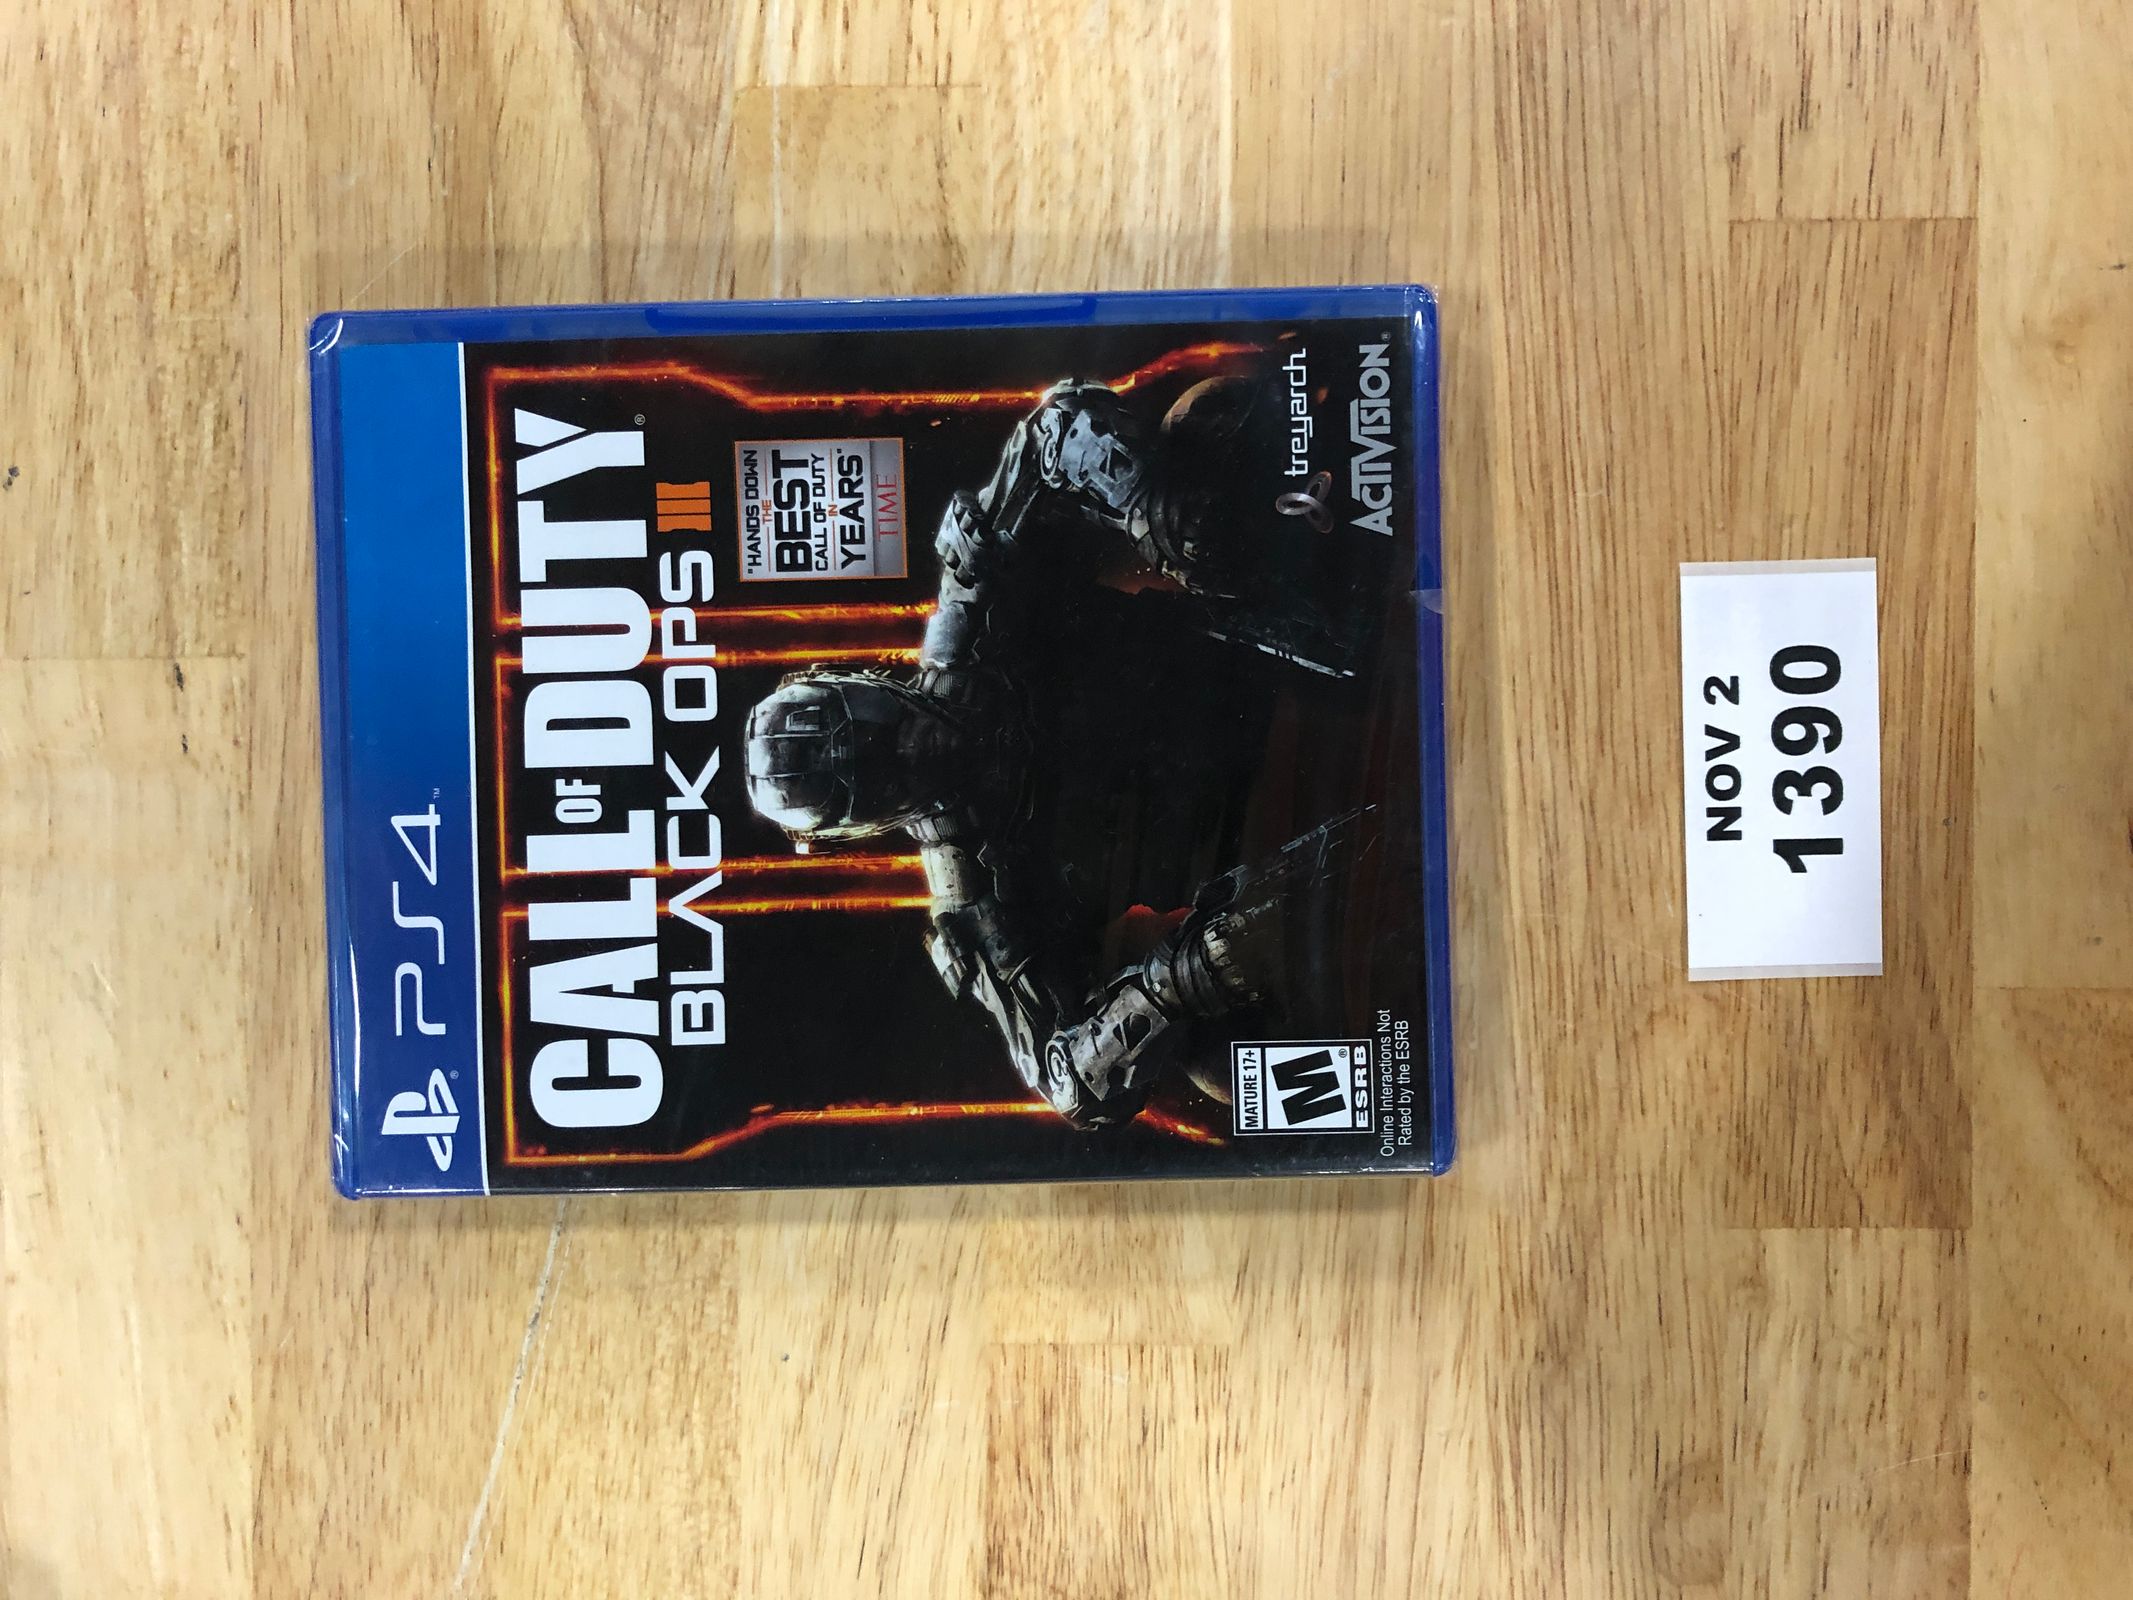 PS4™
CALL OF DUTY®
BLACK OPS III
"HANDS DOWN
THE
BEST
CALL OF DUTY
IN
YEARS"
TIME
MATURE 17+
M®
ESRB
Online Interactions Not
Rated by the ESRB
treyarch
ACTIVISION®
NOV 2
1390